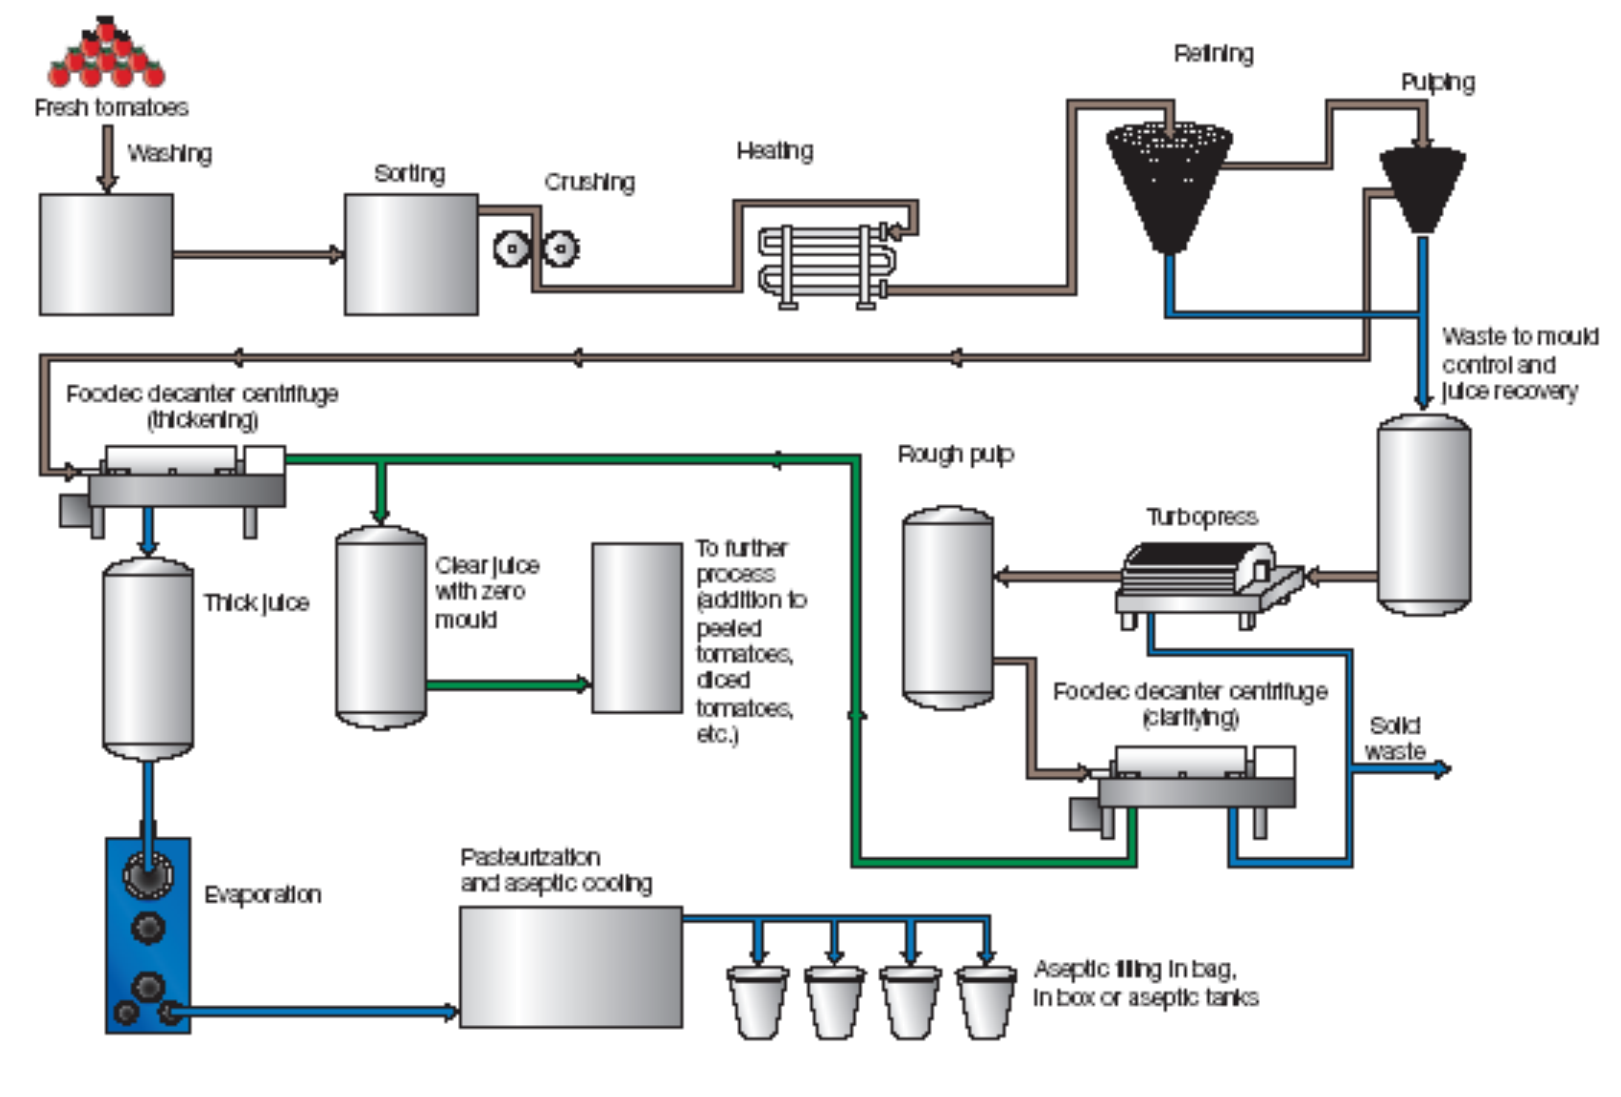 Fresh tomatoes
Washing
Sorting
Crushing
Heating
Refining
Pulping
Waste to mould
control and
juice recovery
Foodec decanter centrifuge
(thickening)
Rough pulp
Turbopress
Thick juice
Clear juice
with zero
mould
To further
process
(addition to
peeled
tomatoes,
diced
tomatoes,
etc.)
Foodec decanter centrifuge
(clarifying)
Solid
waste
Evaporation
Pasteurization
and aseptic cooling
Aseptic filling in bag,
in box or aseptic tanks